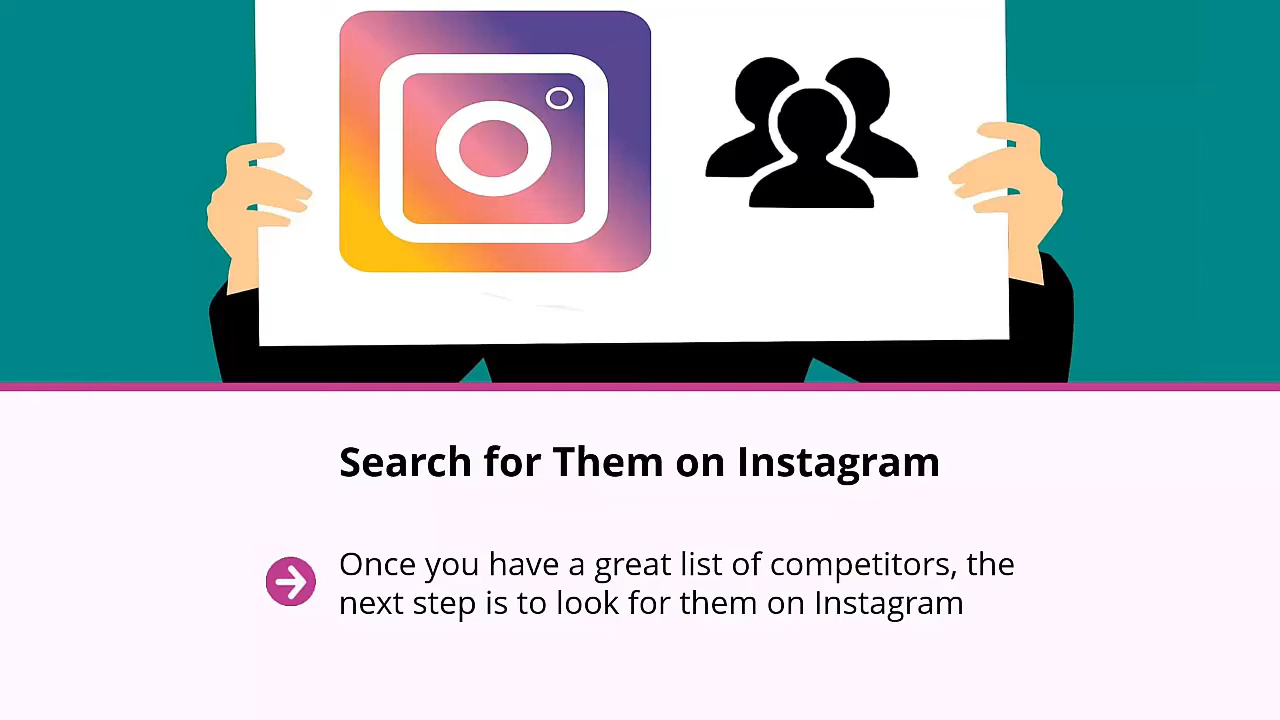 Search for Them on Instagram
Once you have a great list of competitors, the
next step is to look for them on Instagram